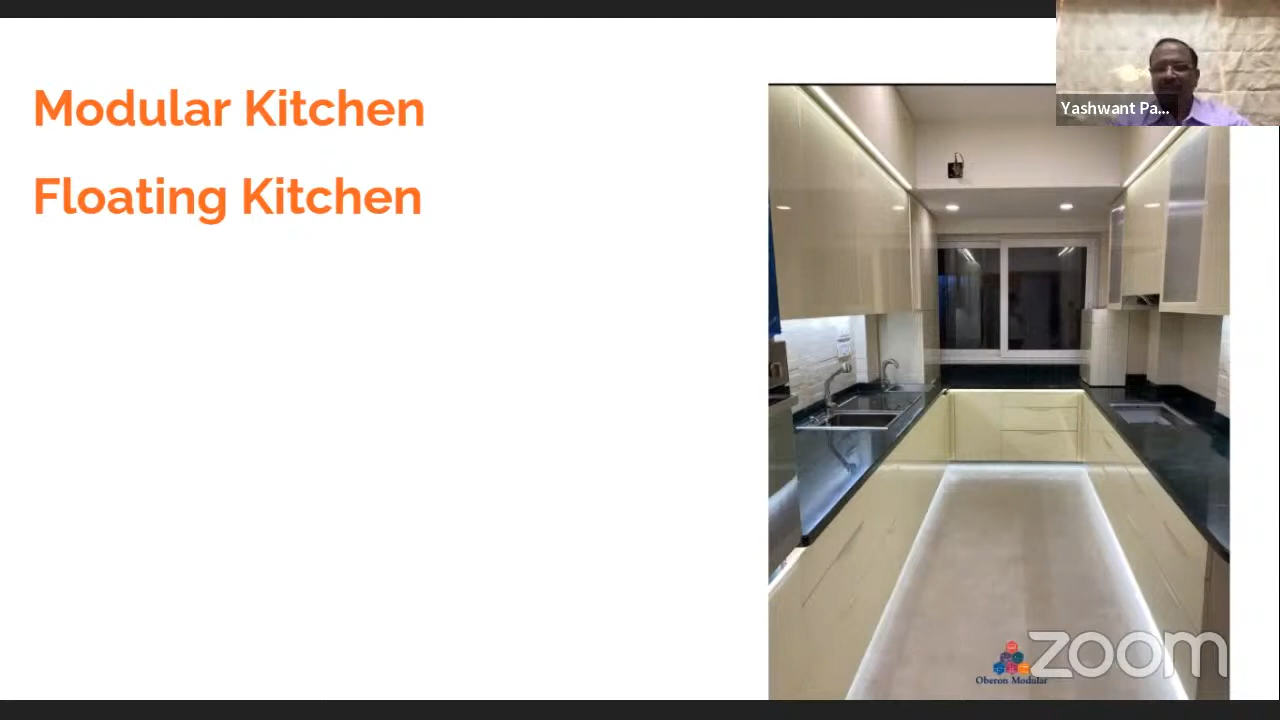 Modular Kitchen
Floating Kitchen
Yashwant Pa...
Oberon Modular
zoom